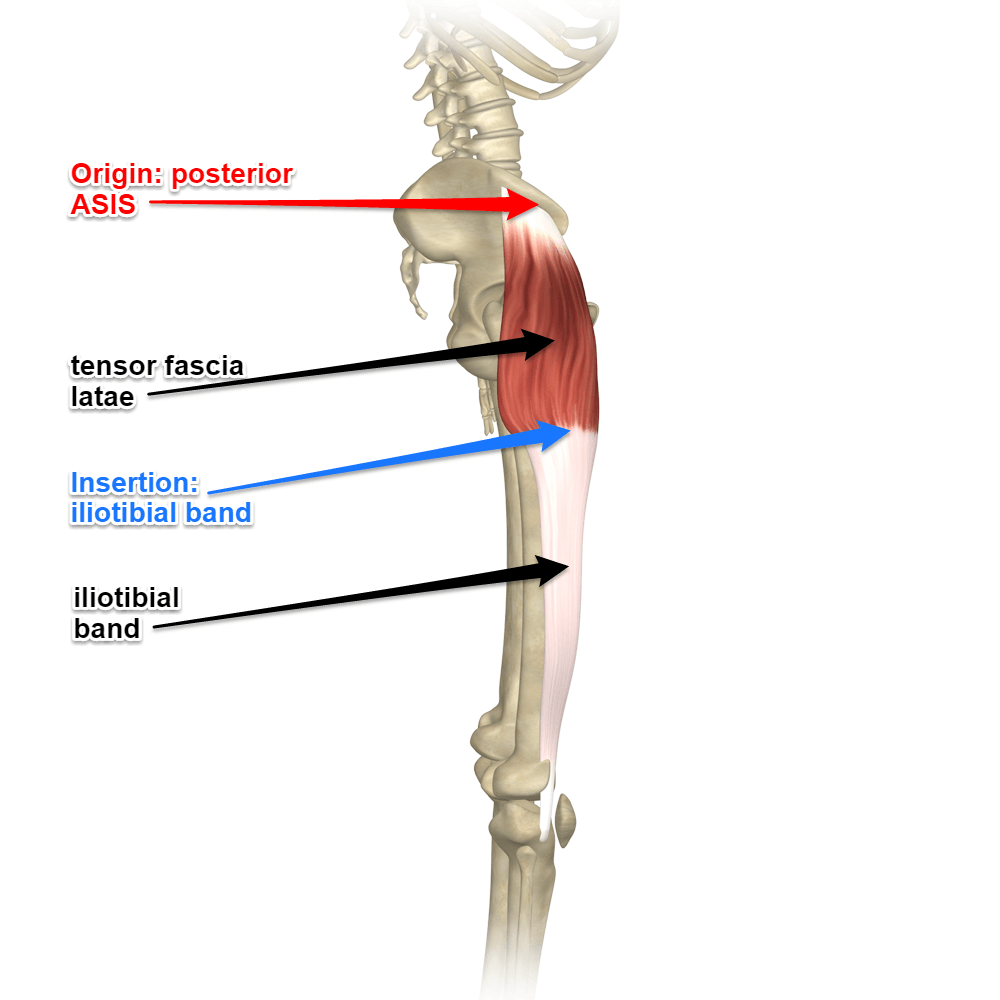 Origin: posterior
ASIS
tensor fascia
latae
Insertion:
iliotibial band
iliotibial
band